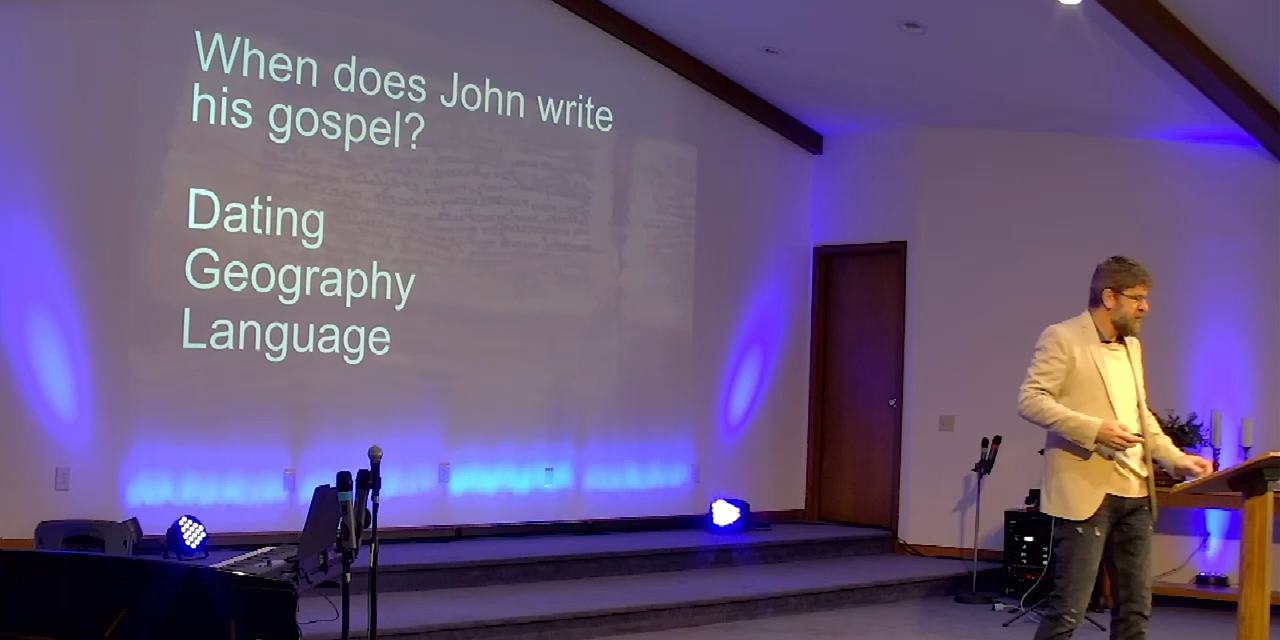 When does John write
his gospel?
Dating
Geography
Language